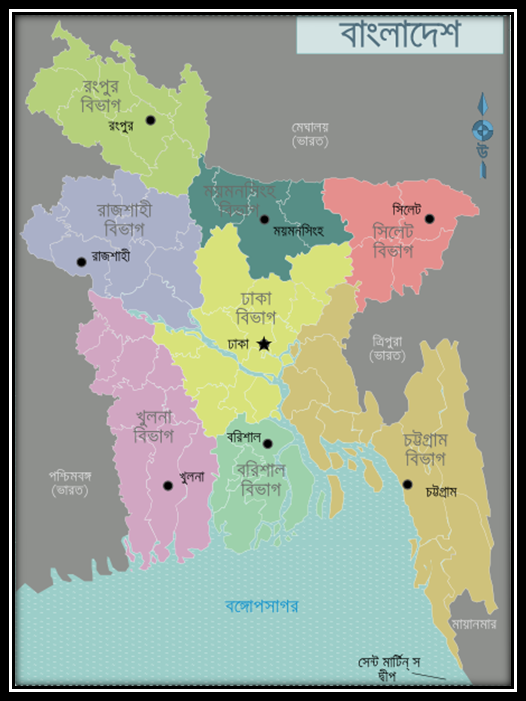 বাংলাদেশ
রংপুর
বিভাগ
রংপুর
মেঘালয়
(ভারত)
উ
ময়মনসিংহ
বিভাগ
ময়মনসিংহ
সিলেট
সিলেট
বিভাগ
রাজশাহী
বিভাগ
রাজশাহী
ঢাকা
বিভাগ
ঢাকা
ত্রিপুরা
(ভারত)
খুলনা
বিভাগ
খুলনা
বরিশাল
বরিশাল
বিভাগ
চট্টগ্রাম
বিভাগ
চট্টগ্রাম
পশ্চিমবঙ্গ
(ভারত)
বঙ্গোপসাগর
মায়ানমার
সেন্ট মার্টিন্ স
দ্বীপ